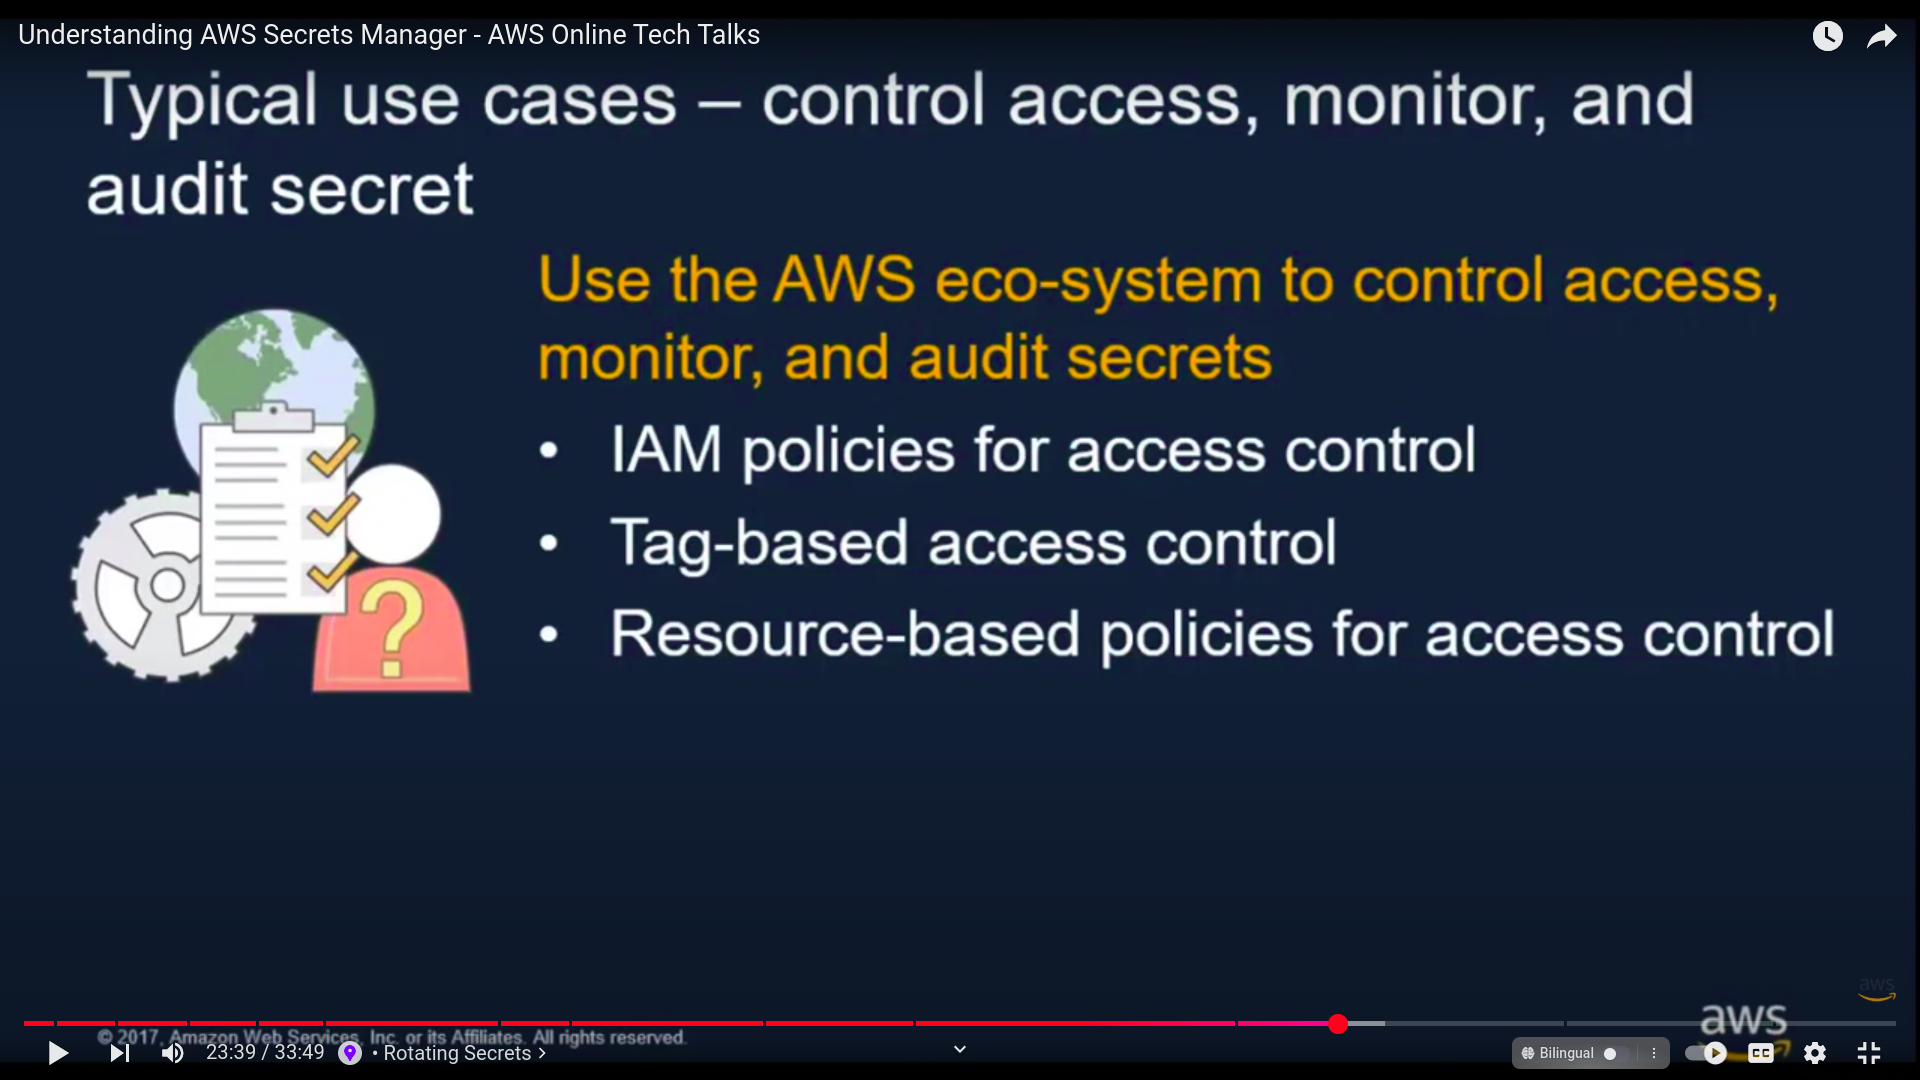 Understanding AWS Secrets Manager - AWS Online Tech Talks
Typical use cases – control access, monitor, and
audit secret
Use the AWS eco-system to control access,
monitor, and audit secrets
• IAM policies for access control
• Tag-based access control
• Resource-based policies for access control
?
aws
aws
© 2017, Amazon Web Services, Inc. or its Affiliates. All rights reserved.
23:39 / 33:49 • Rotating Secrets
Bilingual
CC